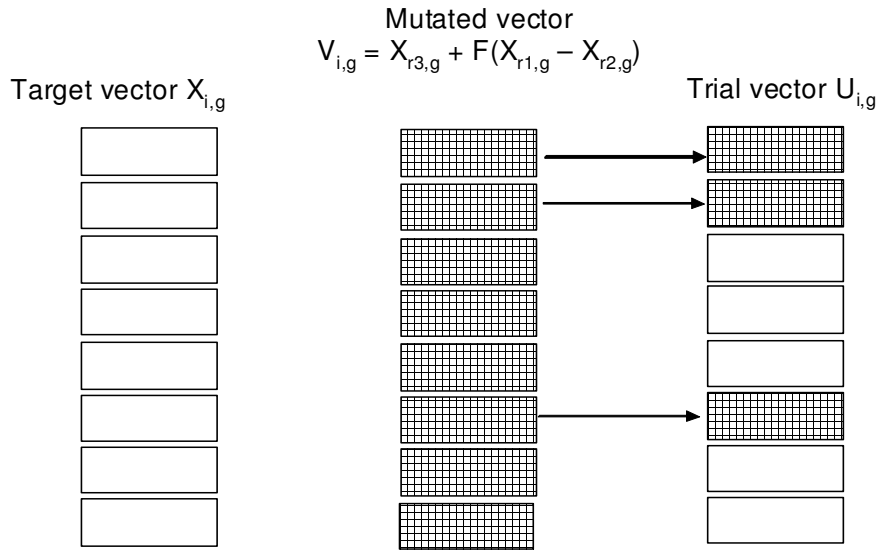 Mutated vector
V_{i,g} = X_{r3,g} + F(X_{r1,g} – X_{r2,g})
Target vector X_{i,g}
Trial vector U_{i,g}